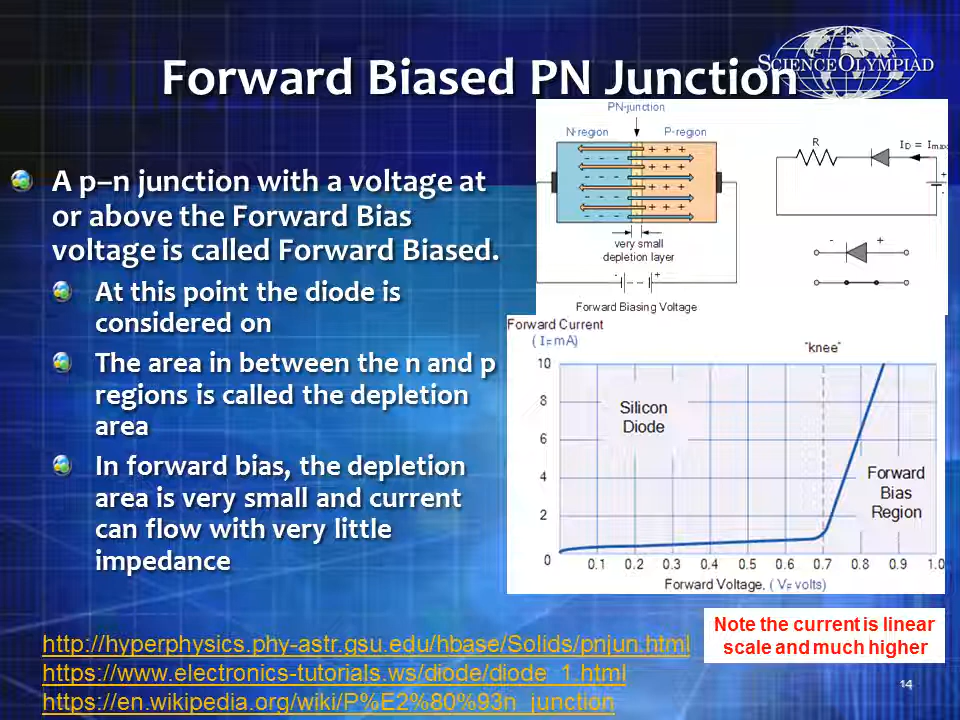 Forward Biased PN Junction
SCIENCE OLYMPIAD
A p–n junction with a voltage at
or above the Forward Bias
voltage is called Forward Biased.
At this point the diode is
considered on
The area in between the n and p
regions is called the depletion
area
In forward bias, the depletion
area is very small and current
can flow with very little
impedance
PN-junction
N-region P-region
very small
depletion layer
- +
Forward Biasing Voltage
R
I_D = I_max
+
-
- +
Forward Current
( I_F mA)
"knee"
10
8
6
4
2
0
Silicon
Diode
Forward
Bias
Region
0.1 0.2 0.3 0.4 0.5 0.6 0.7 0.8 0.9 1.0
Forward Voltage, ( V_F volts)
Note the current is linear
scale and much higher
http://hyperphysics.phy-astr.gsu.edu/hbase/Solids/pnjun.html
https://www.electronics-tutorials.ws/diode/diode_1.html
https://en.wikipedia.org/wiki/P%E2%80%93n_junction
14